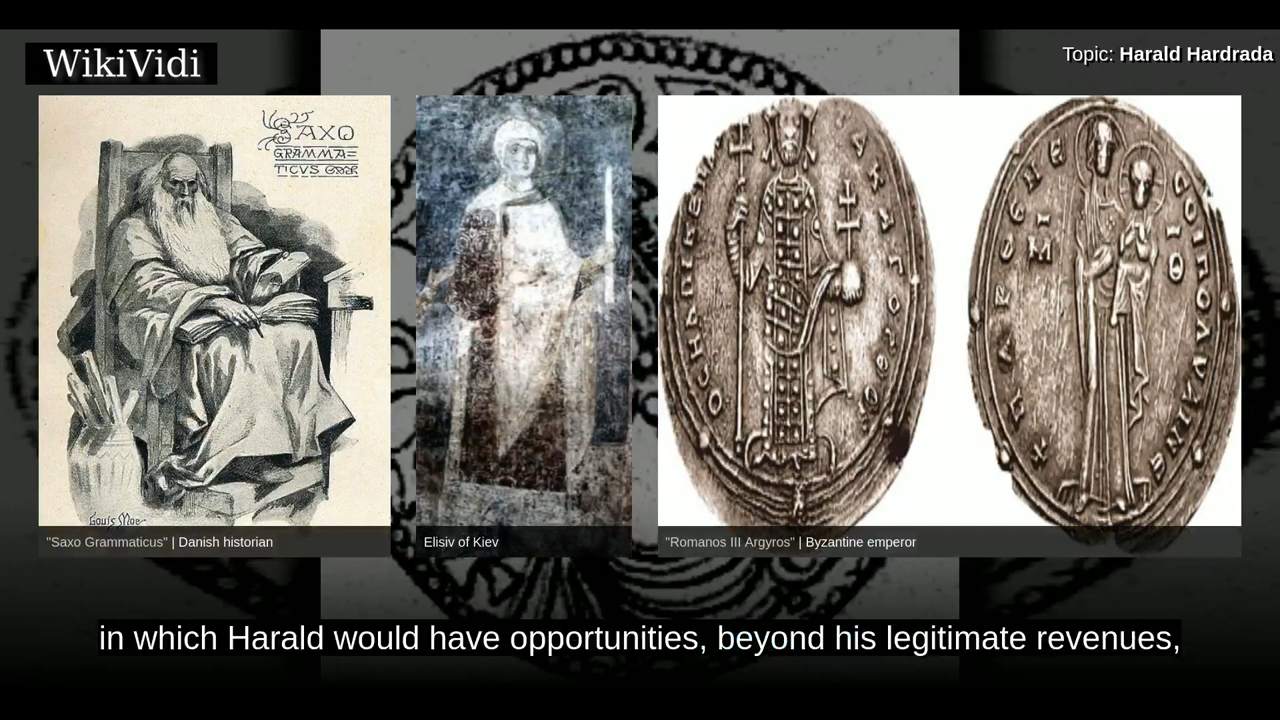 WikiVidi
Topic: Harald Hardrada
SAXO
GRAMMA=
TICVS
Louis Moe
"Saxo Grammaticus" | Danish historian
Elisiv of Kiev
"Romanos III Argyros" | Byzantine emperor
in which Harald would have opportunities, beyond his legitimate revenues,